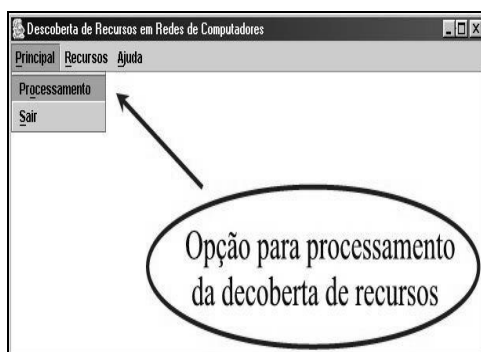 Descoberta de Recursos em Redes de Computadores
Principal Recursos Ajuda
Processamento
Sair
Opção para processamento
da decoberta de recursos